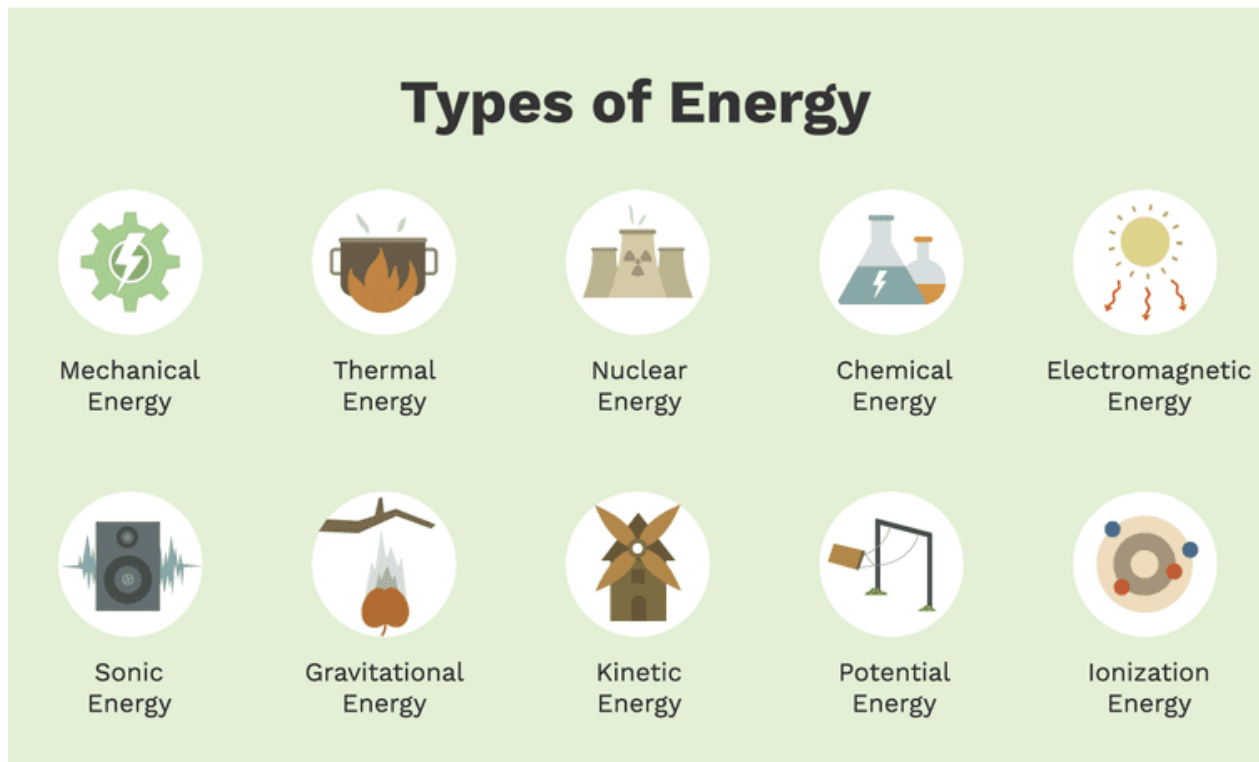 Types of Energy
Mechanical
Energy
Thermal
Energy
Nuclear
Energy
Chemical
Energy
Electromagnetic
Energy
Sonic
Energy
Gravitational
Energy
Kinetic
Energy
Potential
Energy
Ionization
Energy